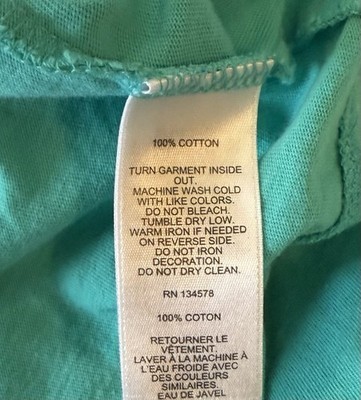 100% COTTON
TURN GARMENT INSIDE
OUT.
MACHINE WASH COLD
WITH LIKE COLORS.
DO NOT BLEACH.
TUMBLE DRY LOW.
WARM IRON IF NEEDED
ON REVERSE SIDE.
DO NOT IRON
DECORATION.
DO NOT DRY CLEAN.
RN 134578
100% COTTON
RETOURNER LE
VÊTEMENT.
LAVER À LA MACHINE À
L'EAU FROIDE AVEC
DES COULEURS
SIMILAIRES.
EAU DE JAVEL